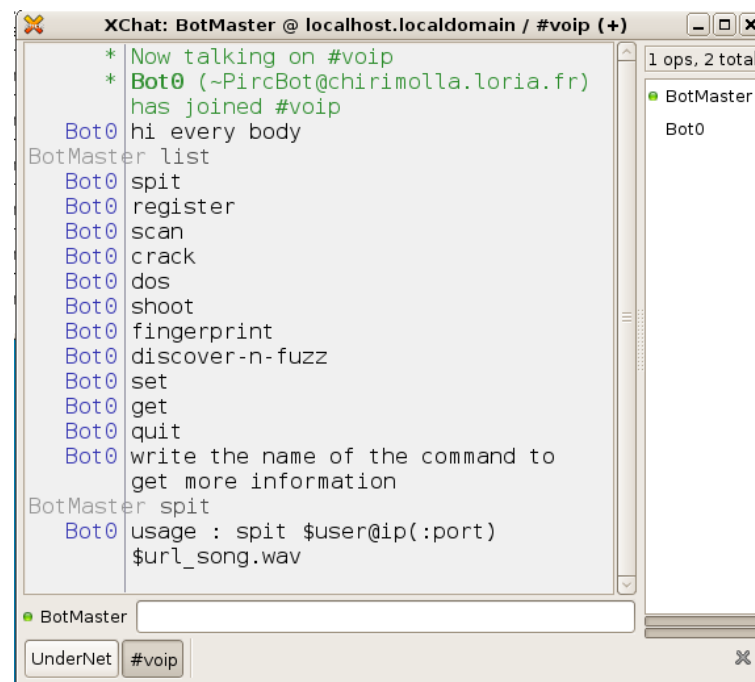 XChat: BotMaster @ localhost.localdomain / #voip (+)
* Now talking on #voip
* Bot0 (~PircBot@chirimolla.loria.fr)
has joined #voip
Bot0 hi every body
BotMaster list
Bot0 spit
Bot0 register
Bot0 scan
Bot0 crack
Bot0 dos
Bot0 shoot
Bot0 fingerprint
Bot0 discover-n-fuzz
Bot0 set
Bot0 get
Bot0 quit
Bot0 write the name of the command to
get more information
BotMaster spit
Bot0 usage : spit $user@ip(:port)
$url_song.wav
1 ops, 2 total
BotMaster
Bot0
BotMaster
UnderNet #voip